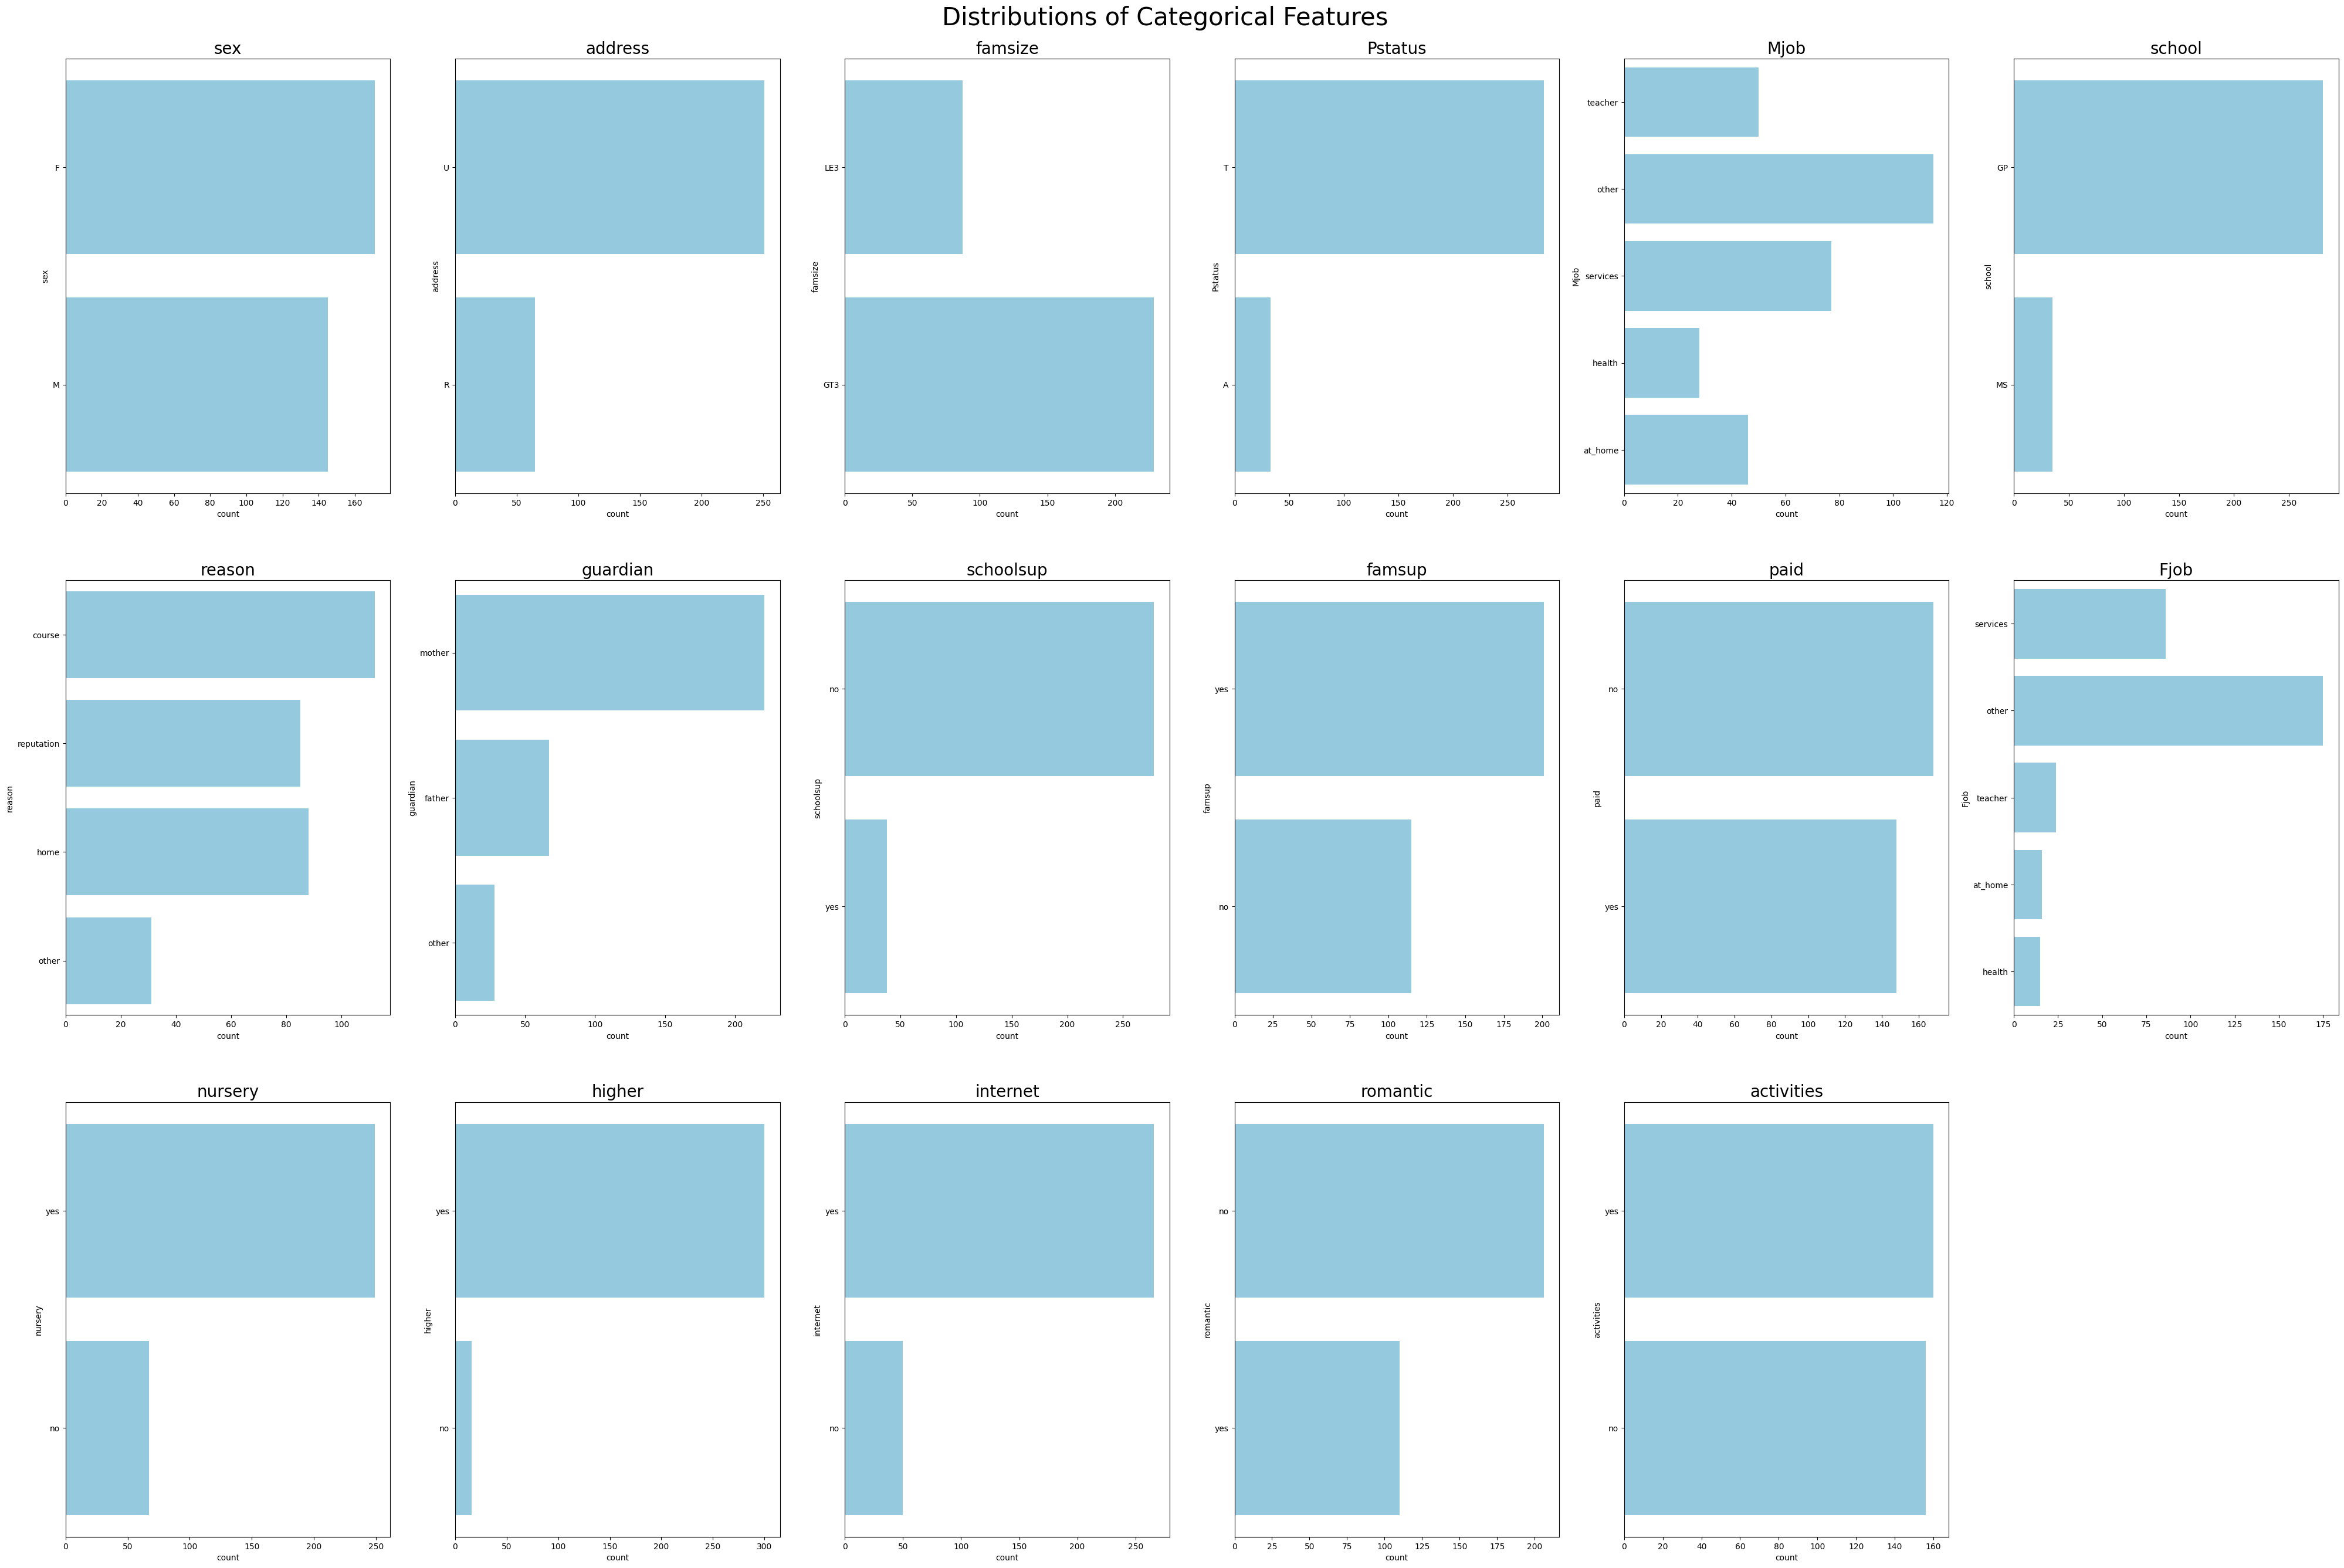 Distributions of Categorical Features
sex
F
M
sex
0 20 40 60 80 100 120 140 160
count
address
U
R
address
0 50 100 150 200 250
count
famsize
LE3
GT3
famsize
0 50 100 150 200
count
Pstatus
T
A
Pstatus
0 50 100 150 200 250
count
Mjob
teacher
other
services
health
at_home
Mjob
0 20 40 60 80 100 120
count
school
GP
MS
school
0 50 100 150 200 250
count
reason
course
reputation
home
other
reason
0 20 40 60 80 100
count
guardian
mother
father
other
guardian
0 50 100 150 200
count
schoolsup
no
yes
schoolsup
0 50 100 150 200 250
count
famsup
yes
no
famsup
0 25 50 75 100 125 150 175 200
count
paid
no
yes
paid
0 20 40 60 80 100 120 140 160
count
Fjob
services
other
teacher
at_home
health
Fjob
0 25 50 75 100 125 150 175
count
nursery
yes
no
nursery
0 50 100 150 200 250
count
higher
yes
no
higher
0 50 100 150 200 250 300
count
internet
yes
no
internet
0 50 100 150 200 250
count
romantic
no
yes
romantic
0 25 50 75 100 125 150 175 200
count
activities
yes
no
activities
0 20 40 60 80 100 120 140 160
count